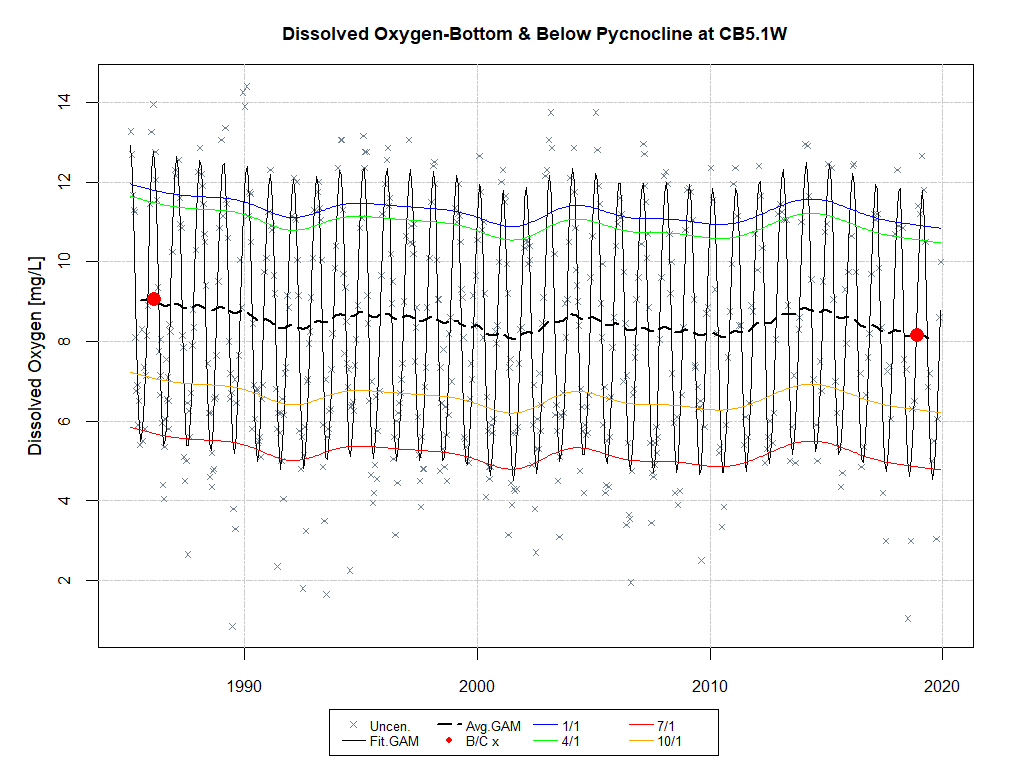 Dissolved Oxygen-Bottom & Below Pycnocline at CB5.1W
Dissolved Oxygen [mg/L]
14
12
10
8
6
4
2
1990 2000 2010 2020
Uncen. Avg.GAM 1/1 7/1
Fit.GAM B/C x 4/1 10/1